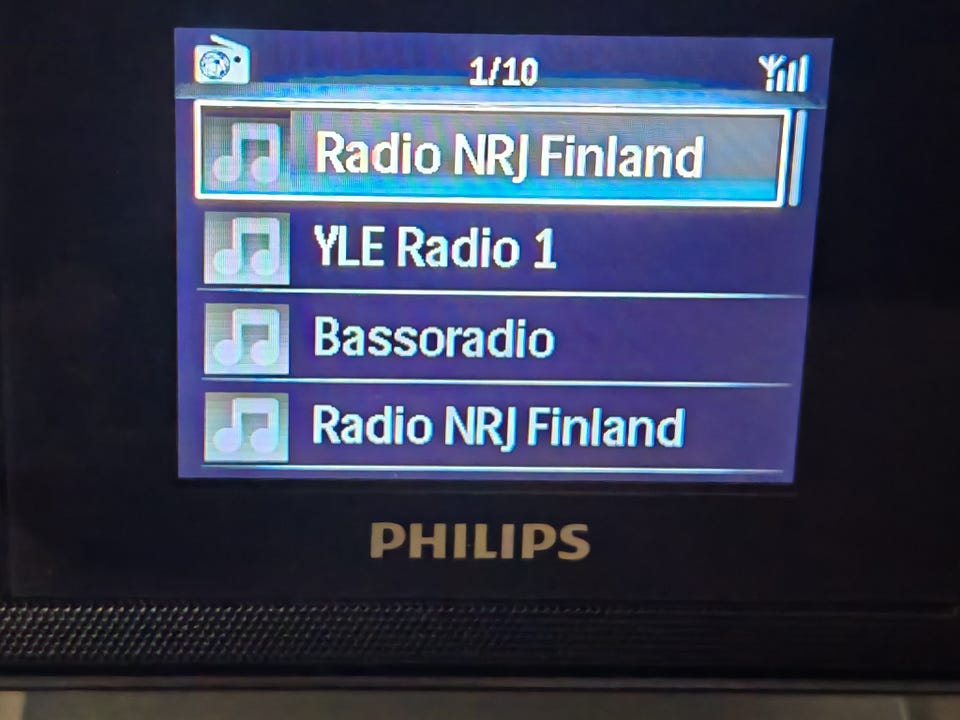 1/10
Radio NRJ Finland
YLE Radio 1
Bassoradio
Radio NRJ Finland
PHILIPS